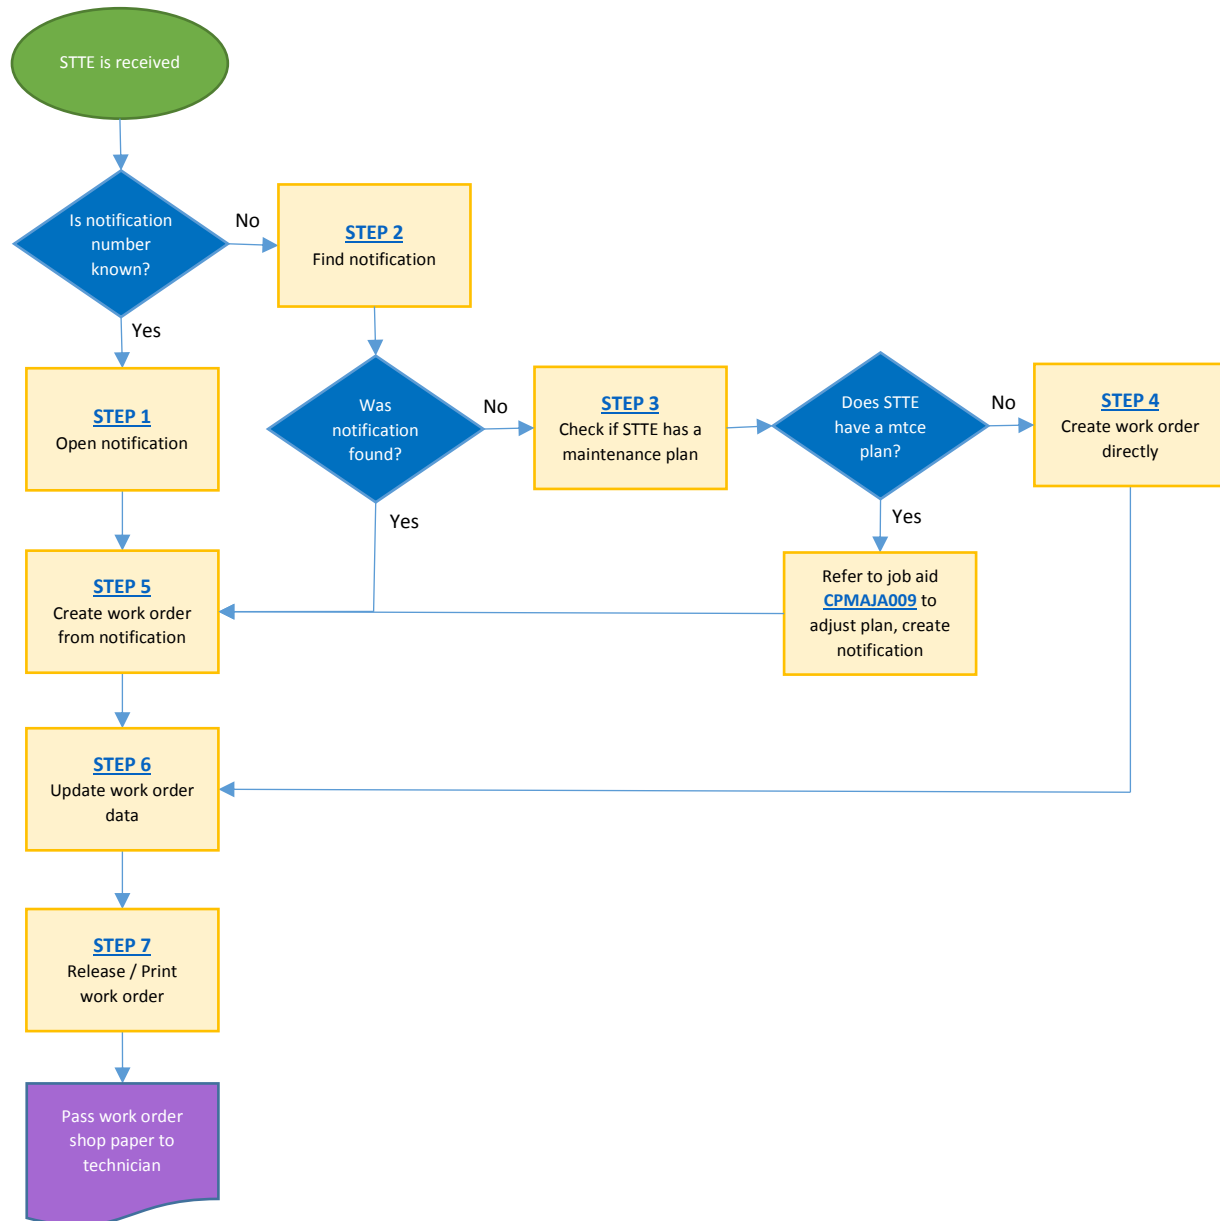 STTE is received
Is notification
number
known?
No
STEP 2
Find notification
Yes
STEP 1
Open notification
Was
notification
found?
No
STEP 3
Check if STTE has a
maintenance plan
Does STTE
have a mtce
plan?
No
STEP 4
Create work order
directly
Yes
Yes
STEP 5
Create work order
from notification
Refer to job aid
CPMAJA009 to
adjust plan, create
notification
STEP 6
Update work order
data
STEP 7
Release / Print
work order
Pass work order
shop paper to
technician